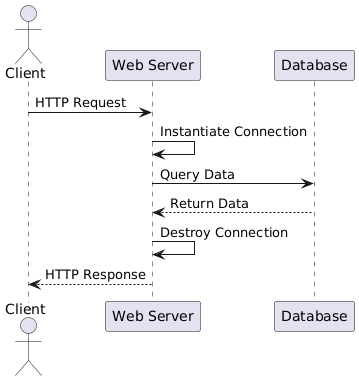 Client
Web Server
Database
HTTP Request
Instantiate Connection
Query Data
Return Data
Destroy Connection
HTTP Response
Client
Web Server
Database